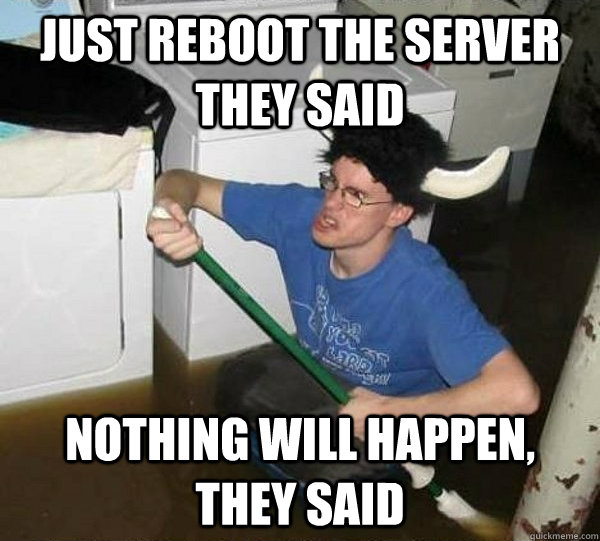 JUST REBOOT THE SERVER
THEY SAID
NOTHING WILL HAPPEN,
THEY SAID
quickmeme.com